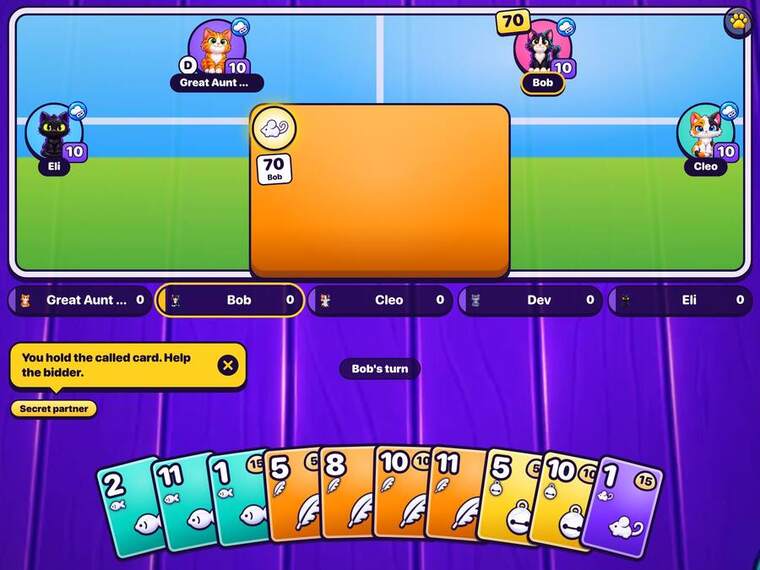 70
D
10
Great Aunt ...
10
Bob
10
Eli
10
Cleo
70
Bob
Great Aunt ... 0
Bob 0
Cleo 0
Dev 0
Eli 0
You hold the called card. Help
the bidder.
Secret partner
Bob's turn
2
11
1 15
5 5
8
10 10
11
5 5
10 10
1 15